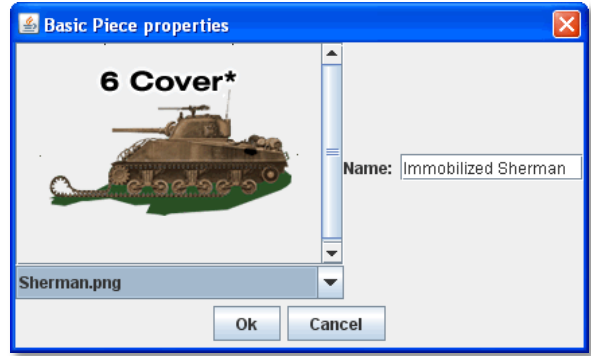 Basic Piece properties
6 Cover*
Name: Immobilized Sherman
Sherman.png
Ok Cancel